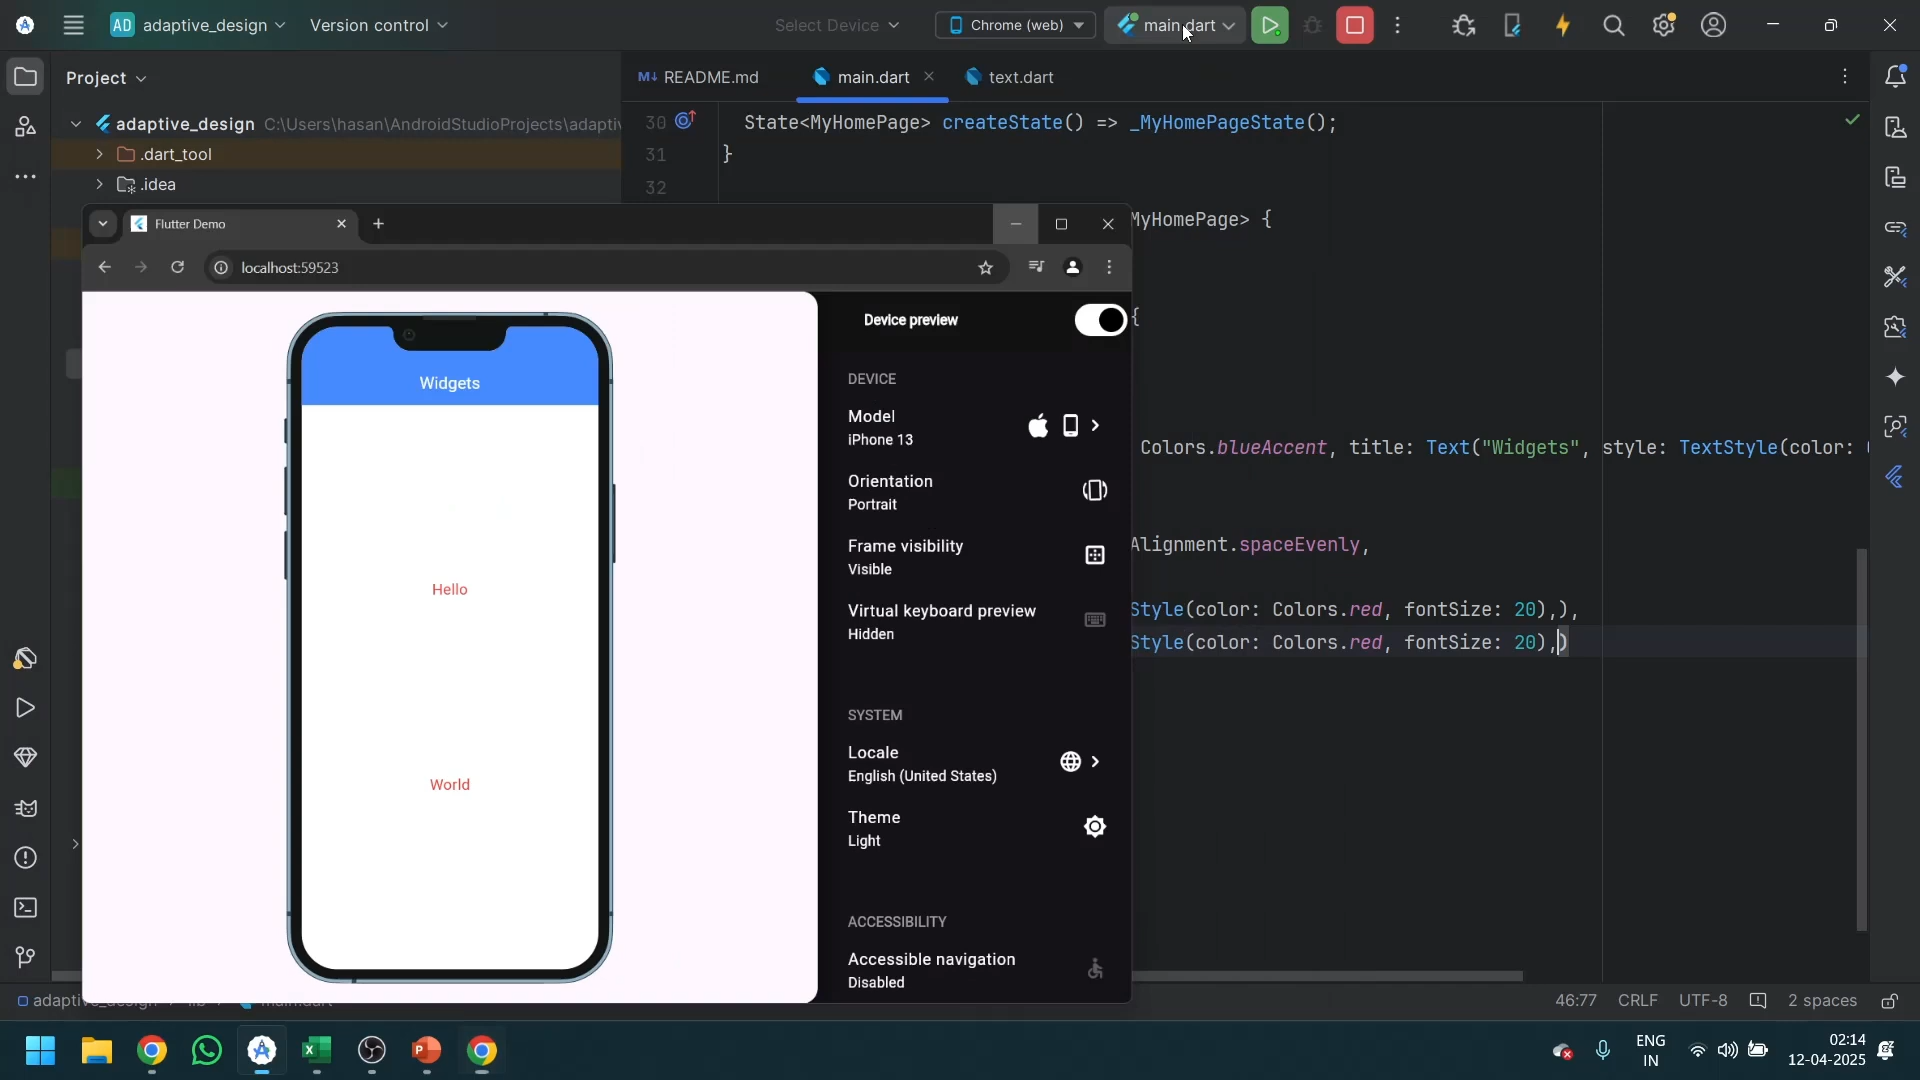 AD adaptive_design Version control Select Device Chrome (web) main.dart
Project README.md main.dart text.dart
adaptive_design C:\Users\hasan\AndroidStudioProjects\adapti
30 State<MyHomePage> createState() => _MyHomePageState();
.dart_tool
31 }
.idea
32
Flutter Demo
MyHomePage> {
localhost:59523
Device preview
{
DEVICE
Widgets
Model
iPhone 13
Colors.blueAccent, title: Text("Widgets", style: TextStyle(color:
Orientation
Portrait
Frame visibility
Visible
Alignment.spaceEvenly,
Hello
Virtual keyboard preview
Hidden
Style(color: Colors.red, fontSize: 20),),
Style(color: Colors.red, fontSize: 20),)
SYSTEM
Locale
English (United States)
World
Theme
Light
ACCESSIBILITY
Accessible navigation
Disabled
46:77 CRLF UTF-8 2 spaces
ENG
IN
02:14
12-04-2025